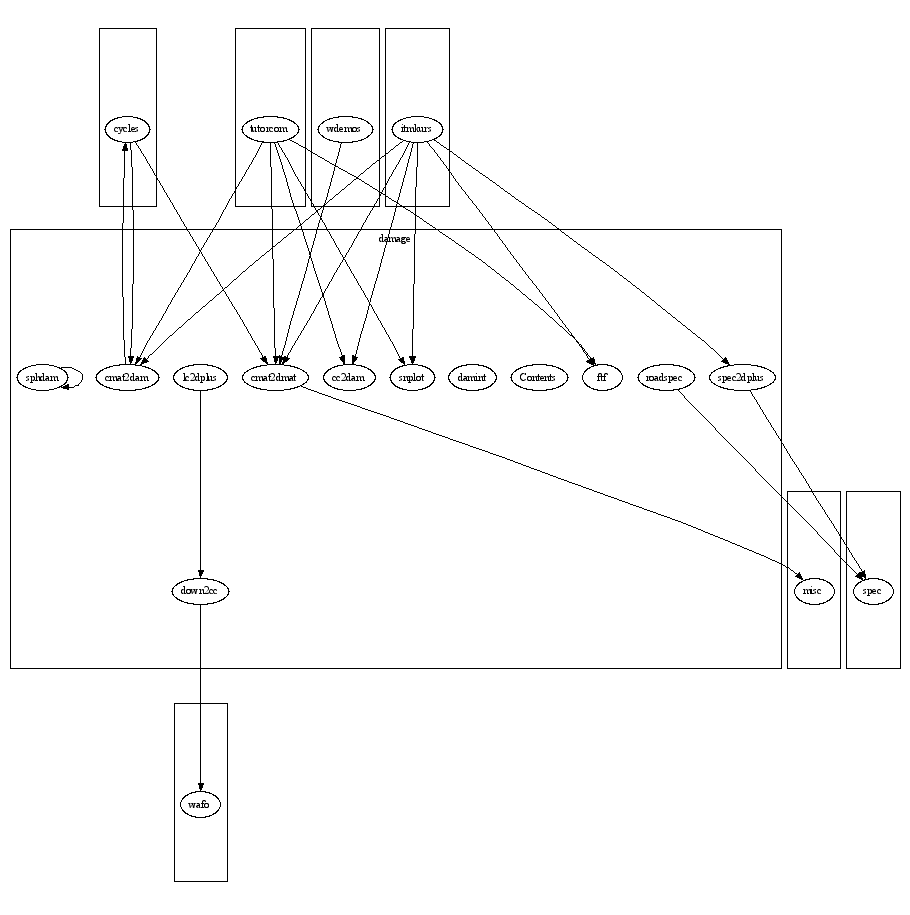 cycles tutorcom wdemos itmkurs
damage
sphdam cmat2dam lc2dplus cmat2dmat cc2dam snplot damint Contents ftf roadspec spec2dplus
down2cc misc spec
wafo